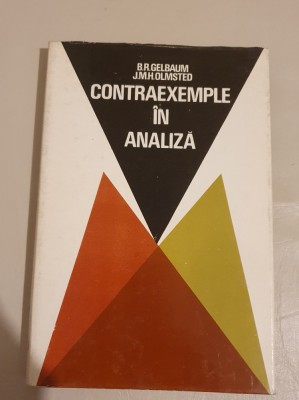 B.R.GELBAUM
J.M.H.OLMSTED
CONTRAEXEMPLE
ÎN
ANALIZĂ